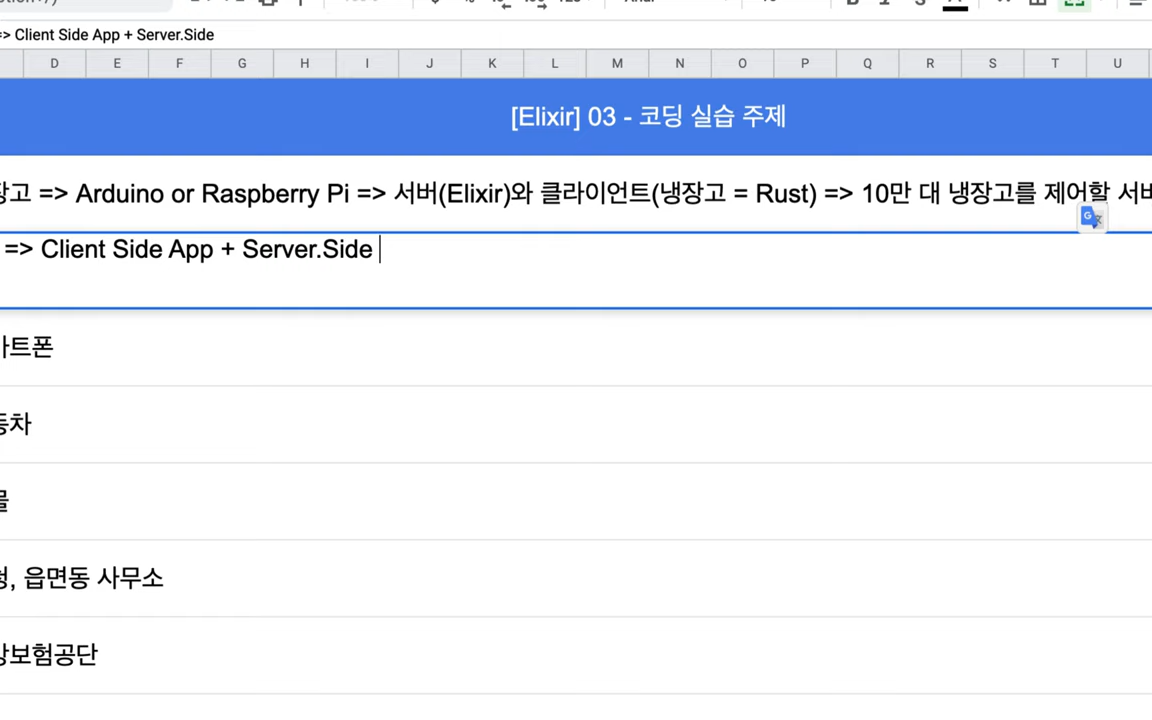 => Client Side App + Server.Side
D E F G H I J K L M N O P Q R S T U
[Elixir] 03 - 코딩 실습 주제
장고 => Arduino or Raspberry Pi => 서버(Elixir)와 클라이언트(냉장고 = Rust) => 10만 대 냉장고를 제어할 서버
=> Client Side App + Server.Side
마트폰
동차
물
청, 읍면동 사무소
강보험공단